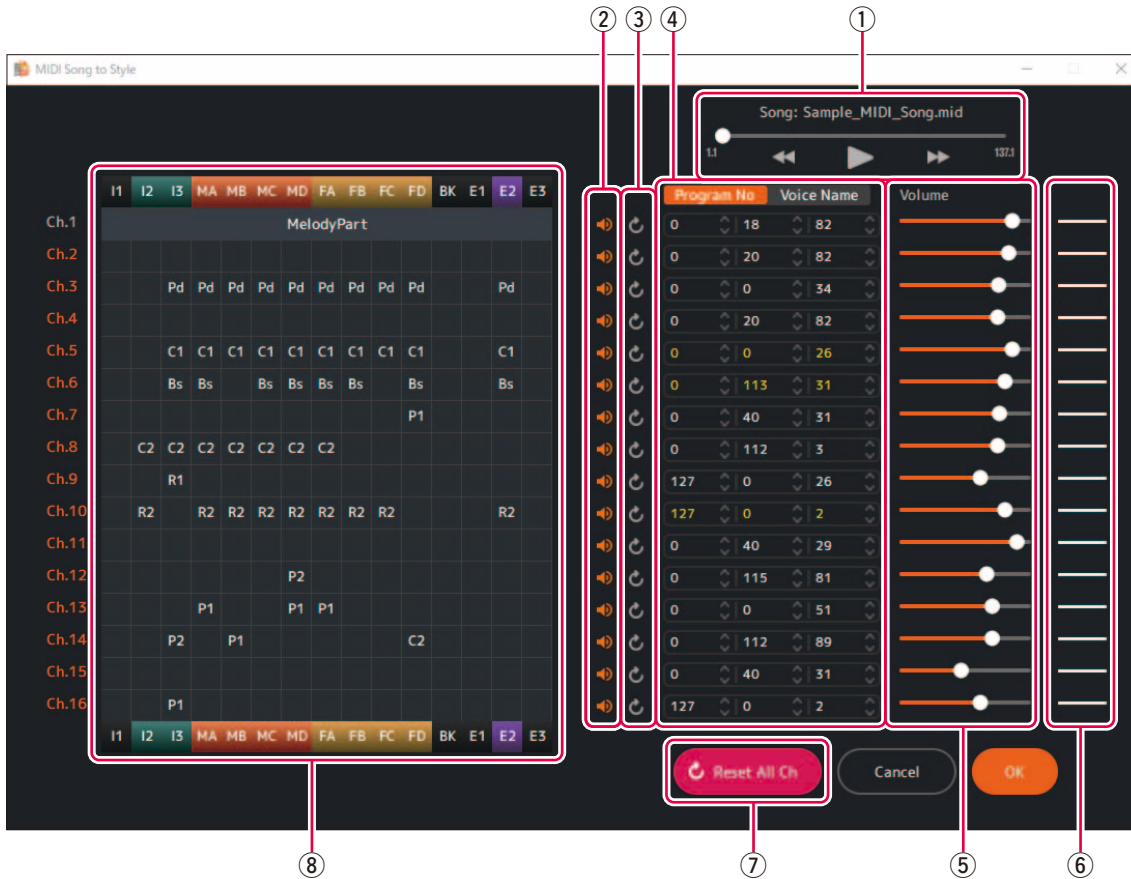 ② ③ ④ ①
MIDI Song to Style
Song: Sample_MIDI_Song.mid
1.1 137.1
I1 I2 I3 MA MB MC MD FA FB FC FD BK E1 E2 E3 Program No Voice Name Volume
Ch.1 MelodyPart 0 18 82
Ch.2 0 20 82
Ch.3 Pd Pd Pd Pd Pd Pd Pd Pd Pd Pd 0 0 34
Ch.4 0 20 82
Ch.5 C1 C1 C1 C1 C1 C1 C1 C1 C1 C1 0 0 26
Ch.6 Bs Bs Bs Bs Bs Bs Bs Bs 0 113 31
Ch.7 P1 0 40 31
Ch.8 C2 C2 C2 C2 C2 C2 C2 0 112 3
Ch.9 R1 127 0 26
Ch.10 R2 R2 R2 R2 R2 R2 R2 R2 R2 127 0 2
Ch.11 0 40 29
Ch.12 P2 0 115 81
Ch.13 P1 P1 P1 0 0 51
Ch.14 P2 P1 C2 0 112 89
Ch.15 0 40 31
Ch.16 P1 127 0 2
I1 I2 I3 MA MB MC MD FA FB FC FD BK E1 E2 E3
Reset All Ch Cancel OK
⑧ ⑦ ⑤ ⑥